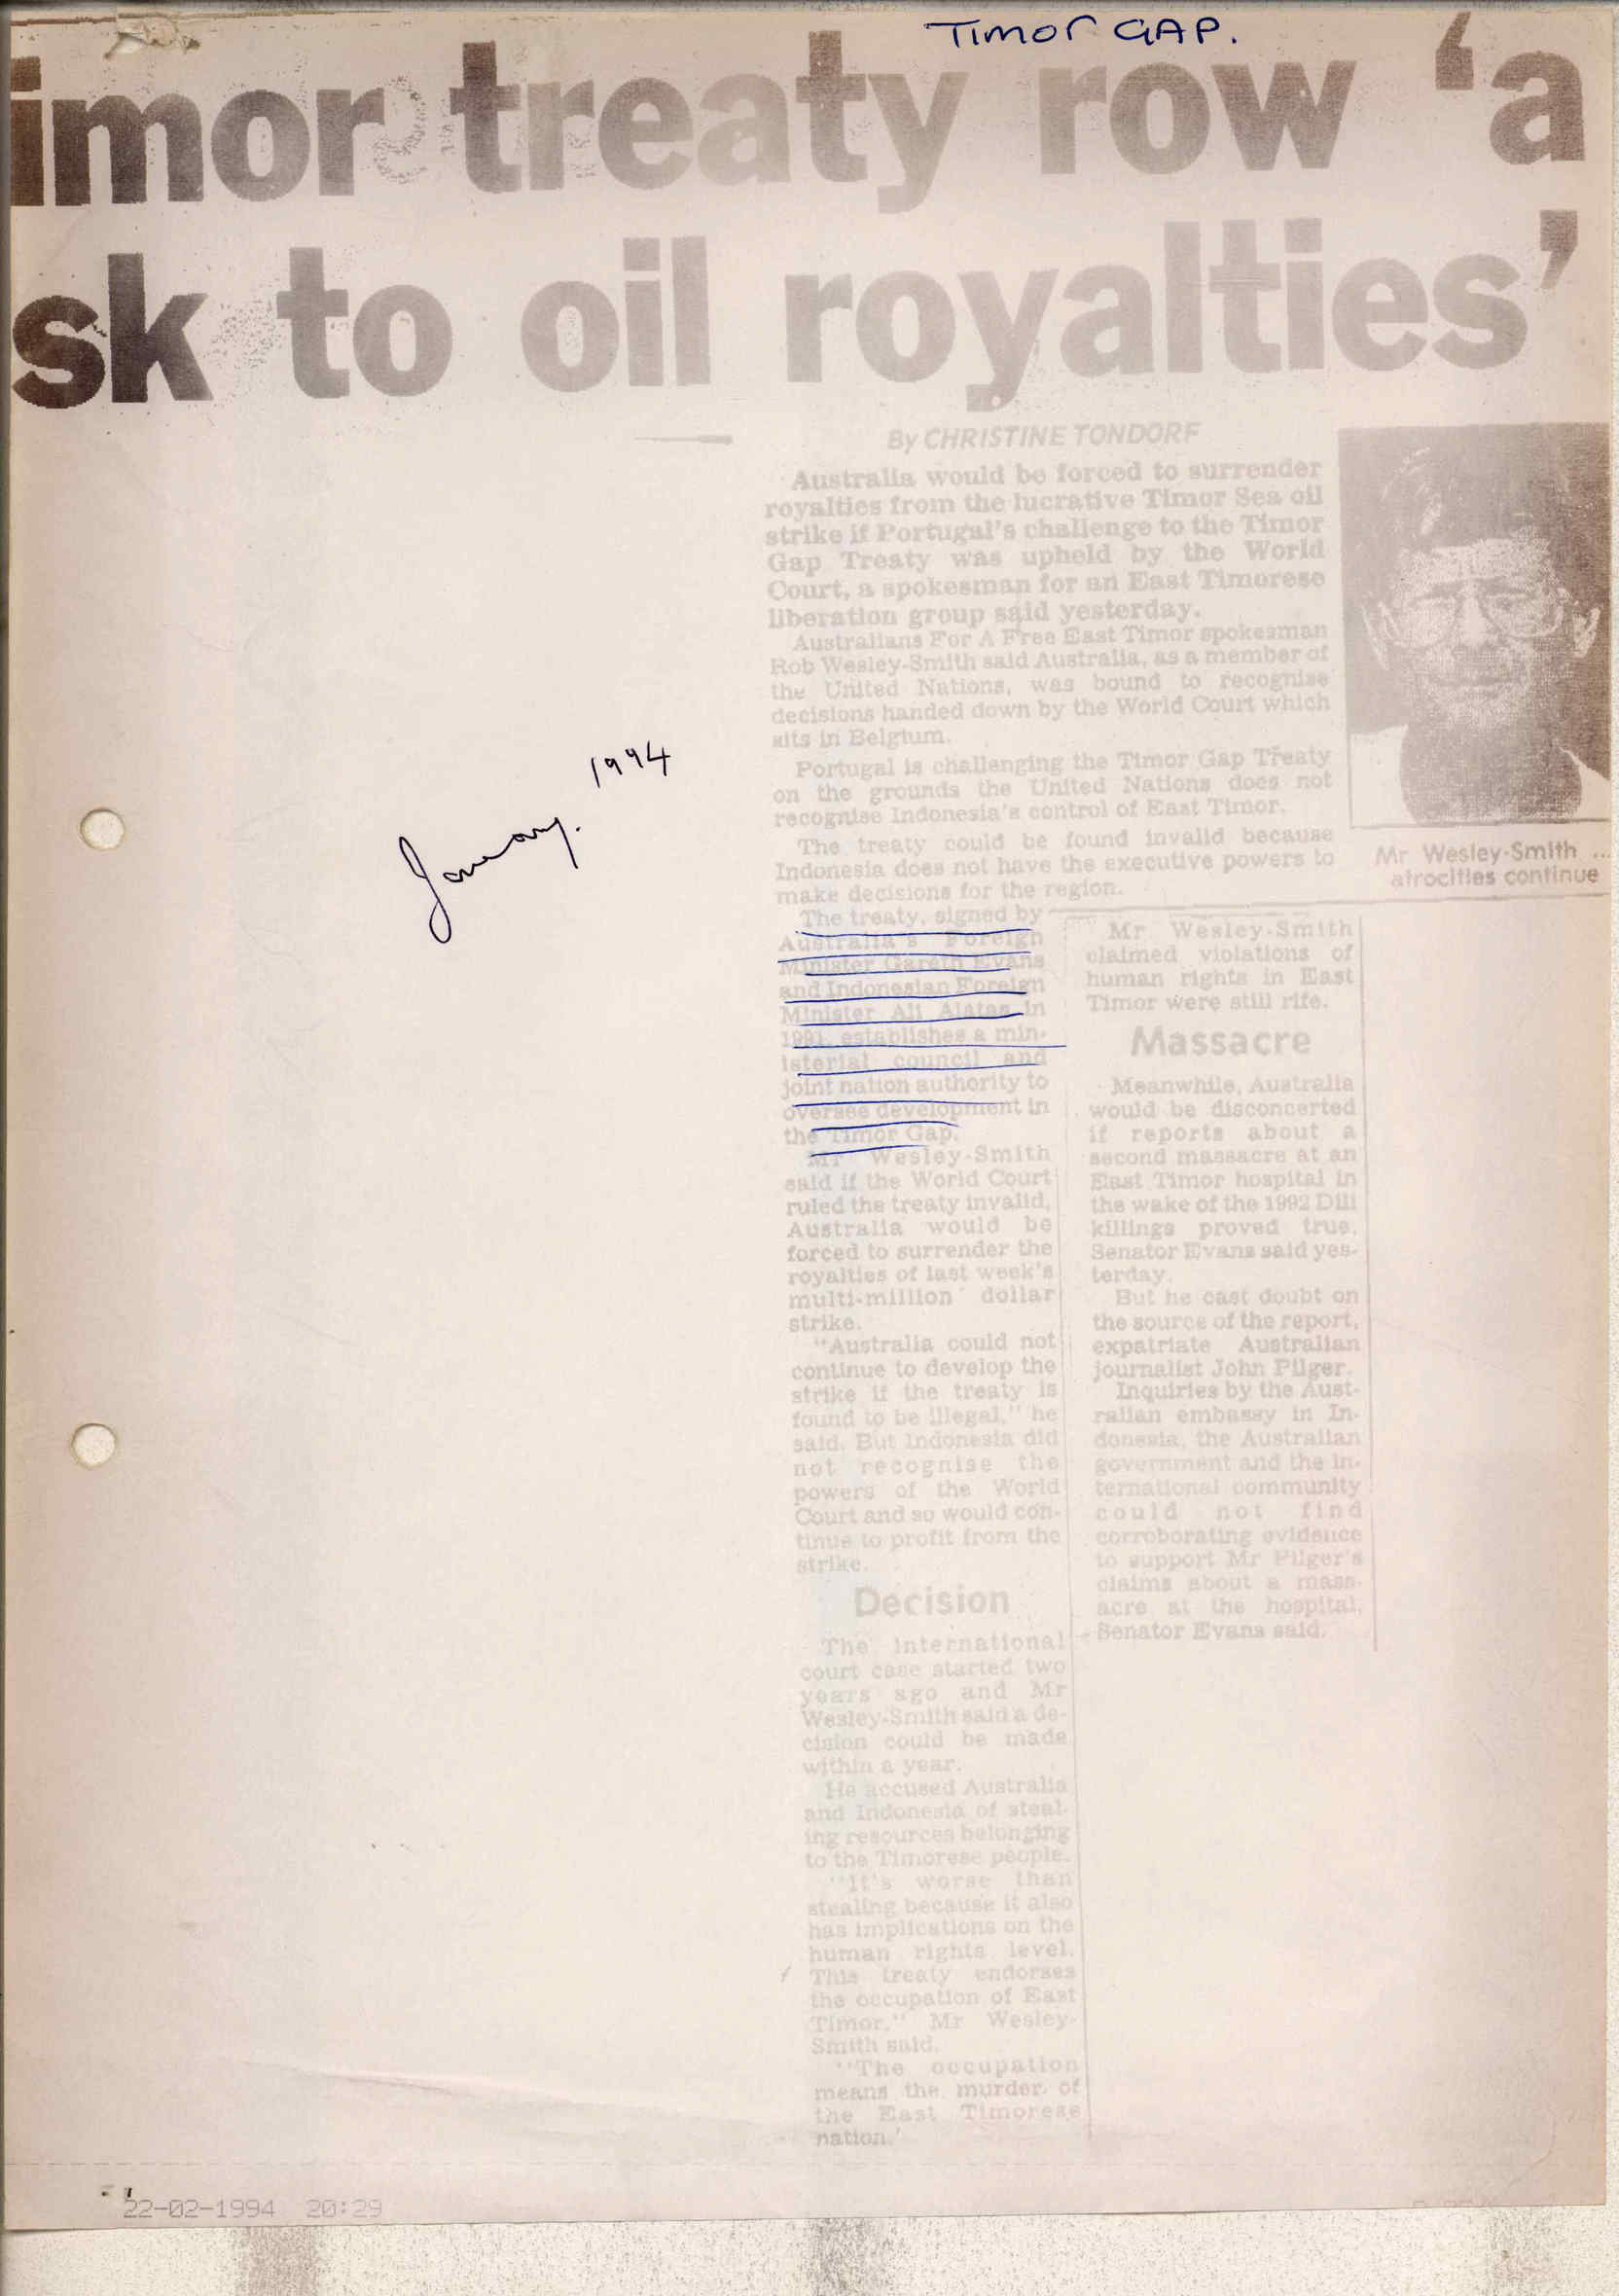 Timor GAP.
imor treaty row ‘a
sk to oil royalties’
By CHRISTINE TONDORF
Australia would be forced to surrender
royalties from the lucrative Timor Sea oil
strike if Portugal's challenge to the Timor
Gap Treaty was upheld by the World
Court, a spokesman for an East Timorese
liberation group said yesterday.
Australians For A Free East Timor spokesman
Rob Wesley-Smith said Australia, as a member of
the United Nations, was bound to recognise
decisions handed down by the World Court which
sits in Belgium.
Portugal is challenging the Timor Gap Treaty
on the grounds the United Nations does not
recognise Indonesia's control of East Timor.
The treaty could be found invalid because
Indonesia does not have the executive powers to
make decisions for the region.
January. 1994
Mr Wesley-Smith ...
atrocities continue
The treaty, signed by
Australia's Foreign
Minister Gareth Evans
and Indonesian Foreign
Minister Ali Alatas in
1991, establishes a min-
isterial council and
joint nation authority to
oversee development in
the Timor Gap.
Mr Wesley-Smith
said if the World Court
ruled the treaty invalid,
Australia would be
forced to surrender the
royalties of last week's
multi-million dollar
strike.
"Australia could not
continue to develop the
strike if the treaty is
found to be illegal," he
said. But Indonesia did
not recognise the
powers of the World
Court and so would con-
tinue to profit from the
strike.
Decision
The international
court case started two
years ago and Mr
Wesley-Smith said a de-
cision could be made
within a year.
He accused Australia
and Indonesia of steal-
ing resources belonging
to the Timorese people.
"It's worse than
stealing because it also
has implications on the
human rights level.
This treaty endorses
the occupation of East
Timor," Mr Wesley-
Smith said.
"The occupation
means the murder of
the East Timorese
nation.'
Mr Wesley-Smith
claimed violations of
human rights in East
Timor were still rife.
Massacre
Meanwhile, Australia
would be disconcerted
if reports about a
second massacre at an
East Timor hospital in
the wake of the 1992 Dili
killings proved true,
Senator Evans said yes-
terday.
But he cast doubt on
the source of the report,
expatriate Australian
journalist John Pilger.
Inquiries by the Aust-
ralian embassy in In-
donesia, the Australian
government and the in-
ternational community
could not find
corroborating evidence
to support Mr Pilger's
claims about a mass-
acre at the hospital,
Senator Evans said.
22-02-1994 20:29